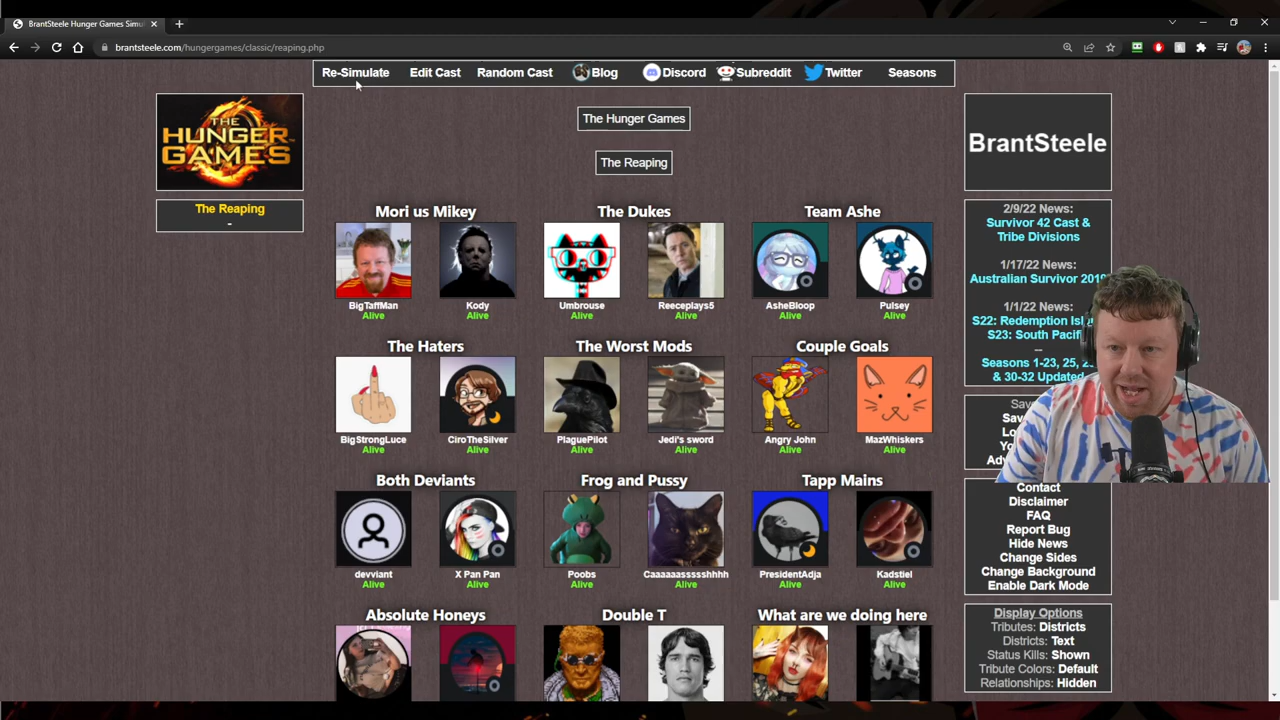 BrantSteele Hunger Games Simu
brantsteele.com/hungergames/classic/reaping.php
Re-Simulate Edit Cast Random Cast Blog Discord Subreddit Twitter Seasons
THE HUNGER GAMES
The Reaping
-
The Hunger Games
The Reaping
Mori us Mikey The Dukes Team Ashe
BigTaffMan Kody Umbrouse Reeceplays5 AsheBloop Pulsey
Alive Alive Alive Alive Alive Alive
The Haters The Worst Mods Couple Goals
BigStrongLuce CiroTheSilver PlaguePilot Jedi's sword Angry John MazWhiskers
Alive Alive Alive Alive Alive Alive
Both Deviants Frog and Pussy Tapp Mains
devviant X Pan Pan Poobs Caaaaaassssshhhh PresidentAdja Kadstiel
Alive Alive Alive Alive Alive Alive
Absolute Honeys Double T What are we doing here
BrantSteele
2/9/22 News:
Survivor 42 Cast &
Tribe Divisions
1/17/22 News:
Australian Survivor 2019
1/1/22 News:
S22: Redemption Isl
S23: South Pacif
--
Seasons 1-23, 25, 2
& 30-32 Updated
Contact
Disclaimer
FAQ
Report Bug
Hide News
Change Sides
Change Background
Enable Dark Mode
Display Options
Tributes: Districts
Districts: Text
Status Kills: Shown
Tribute Colors: Default
Relationships: Hidden